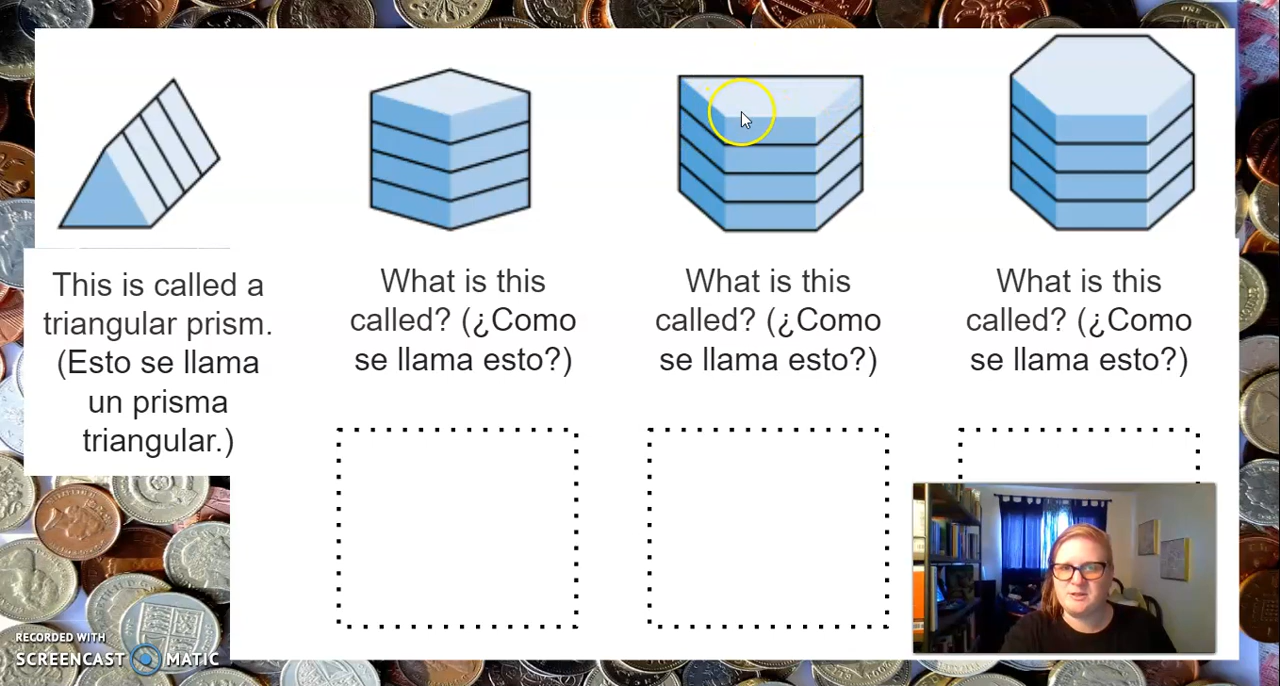 This is called a
triangular prism.
(Esto se llama
un prisma
triangular.)
What is this
called? (¿Como
se llama esto?)
What is this
called? (¿Como
se llama esto?)
What is this
called? (¿Como
se llama esto?)
RECORDED WITH
SCREENCAST MATIC